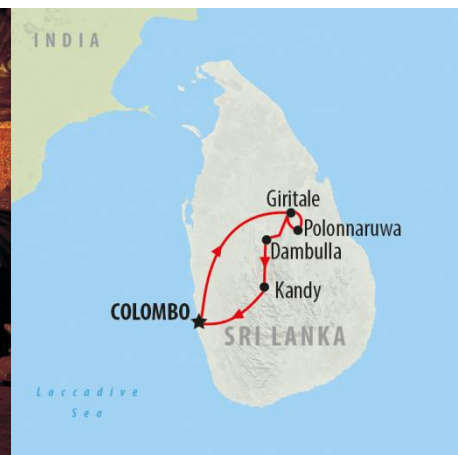 INDIA
Giritale
Polonnaruwa
Dambulla
Kandy
COLOMBO
SRI LANKA
Laccadive
Sea